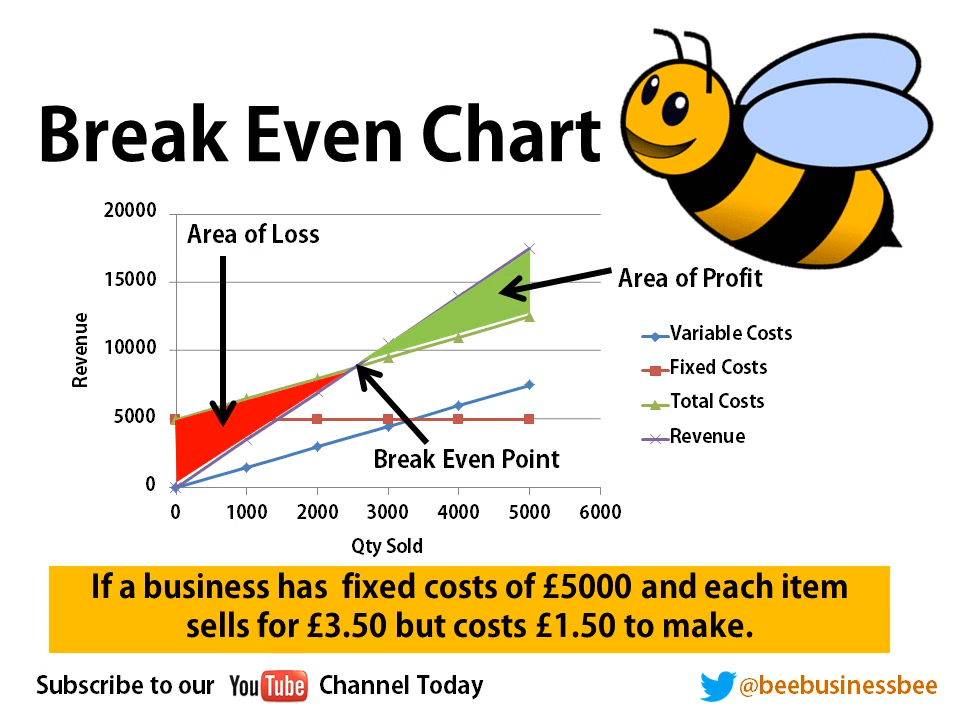 Break Even Chart
20000
Area of Loss
Area of Profit
15000
Revenue
10000
Variable Costs
Fixed Costs
Total Costs
Revenue
5000
Break Even Point
0
0 1000 2000 3000 4000 5000 6000
Qty Sold
If a business has fixed costs of £5000 and each item
sells for £3.50 but costs £1.50 to make.
Subscribe to our YouTube Channel Today
@beebusinessbee